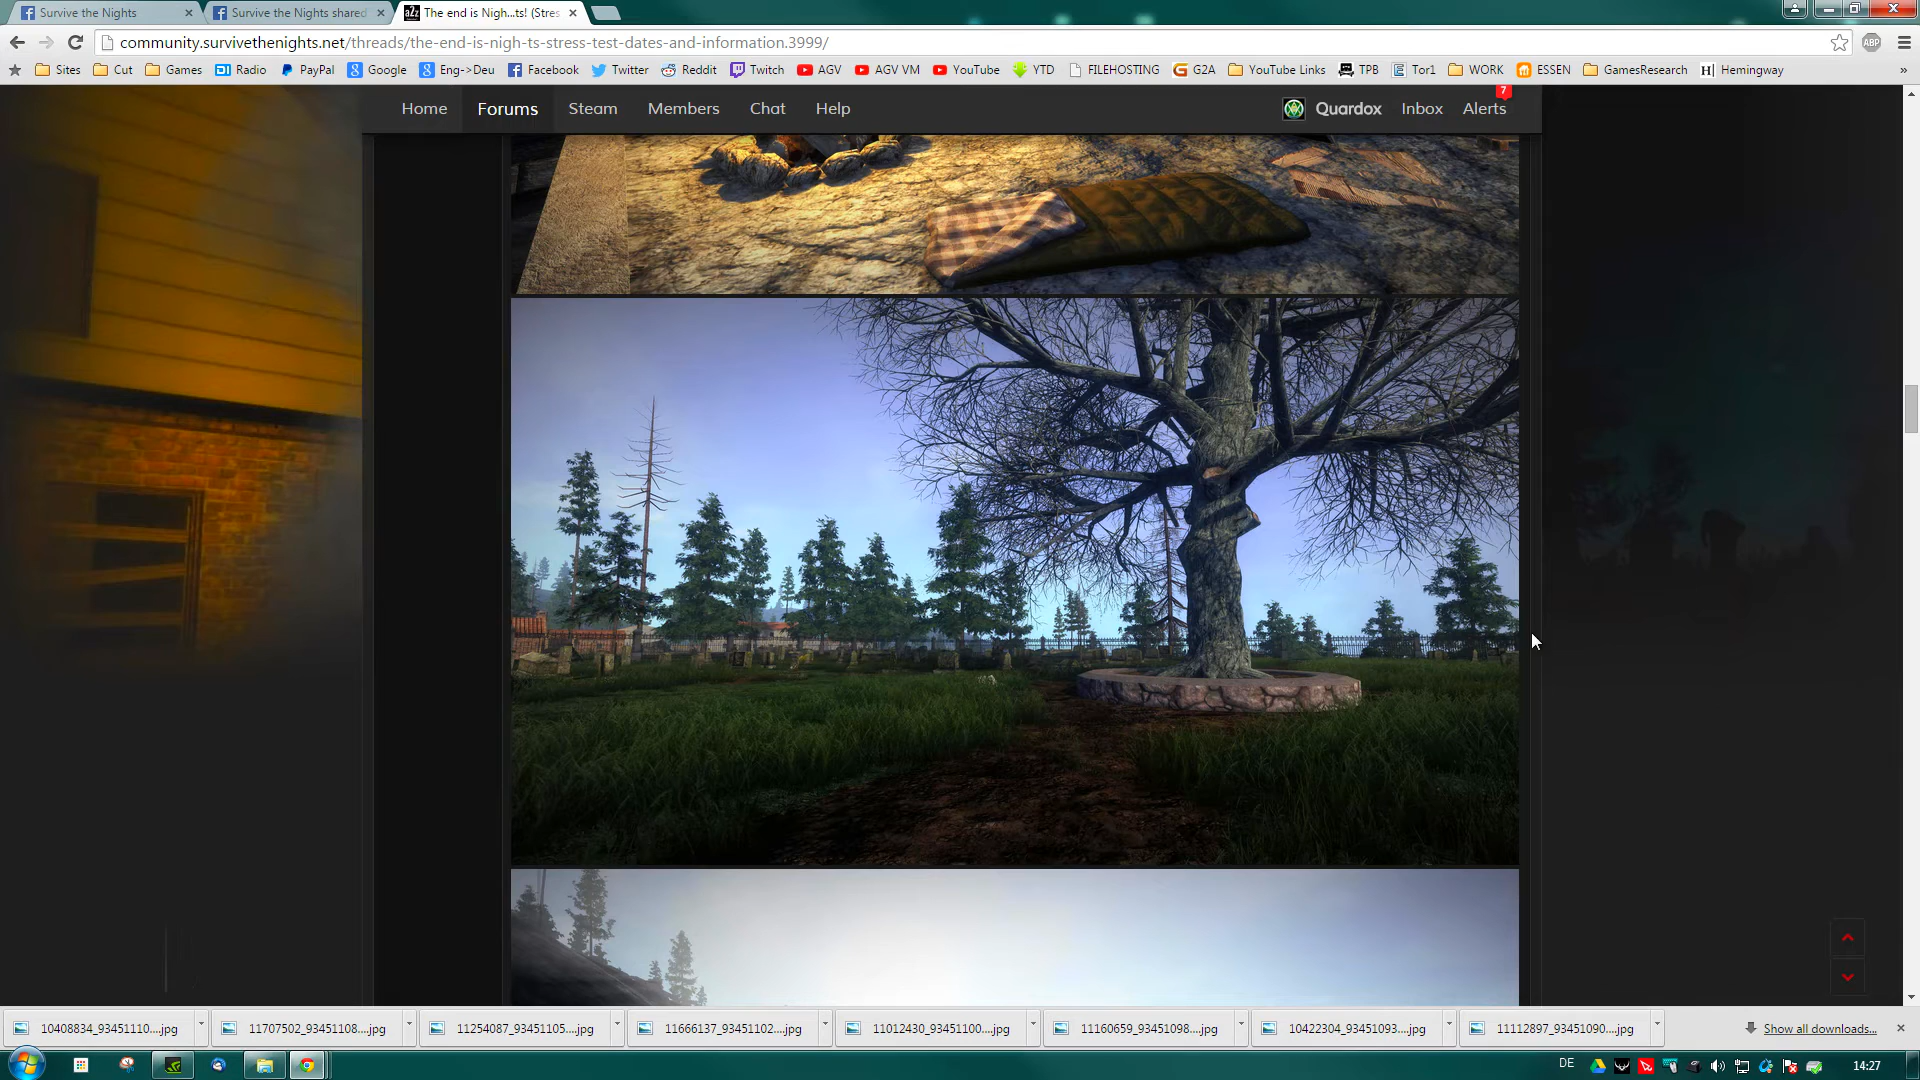 Survive the Nights
Survive the Nights shared
The end is Nigh...ts! (Stres
community.survivethenights.net/threads/the-end-is-nigh-ts-stress-test-dates-and-information.3999/
ABP
Sites Cut Games Radio PayPal Google Eng->Deu Facebook Twitter Reddit Twitch AGV AGV VM YouTube YTD FILEHOSTING G2A YouTube Links TPB Tor1 WORK ESSEN GamesResearch Hemingway »
Home Forums Steam Members Chat Help Quardox Inbox Alerts 7
10408834_93451110....jpg
11707502_93451108....jpg
11254087_93451105....jpg
11666137_93451102....jpg
11012430_93451100....jpg
11160659_93451098....jpg
10422304_93451093....jpg
11112897_93451090....jpg
Show all downloads...
DE 14:27